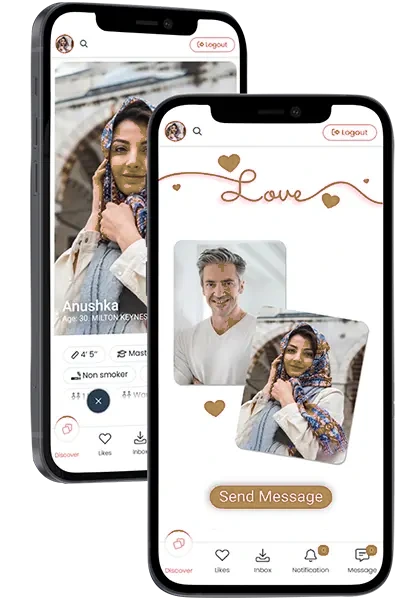 Logout
Anushka
Age: 30, MILTON KEYNES
4' 5"
Non smoker
Discover
Likes
Inbox
Logout
Love
Send Message
Discover
Likes
Inbox
Notification
Message